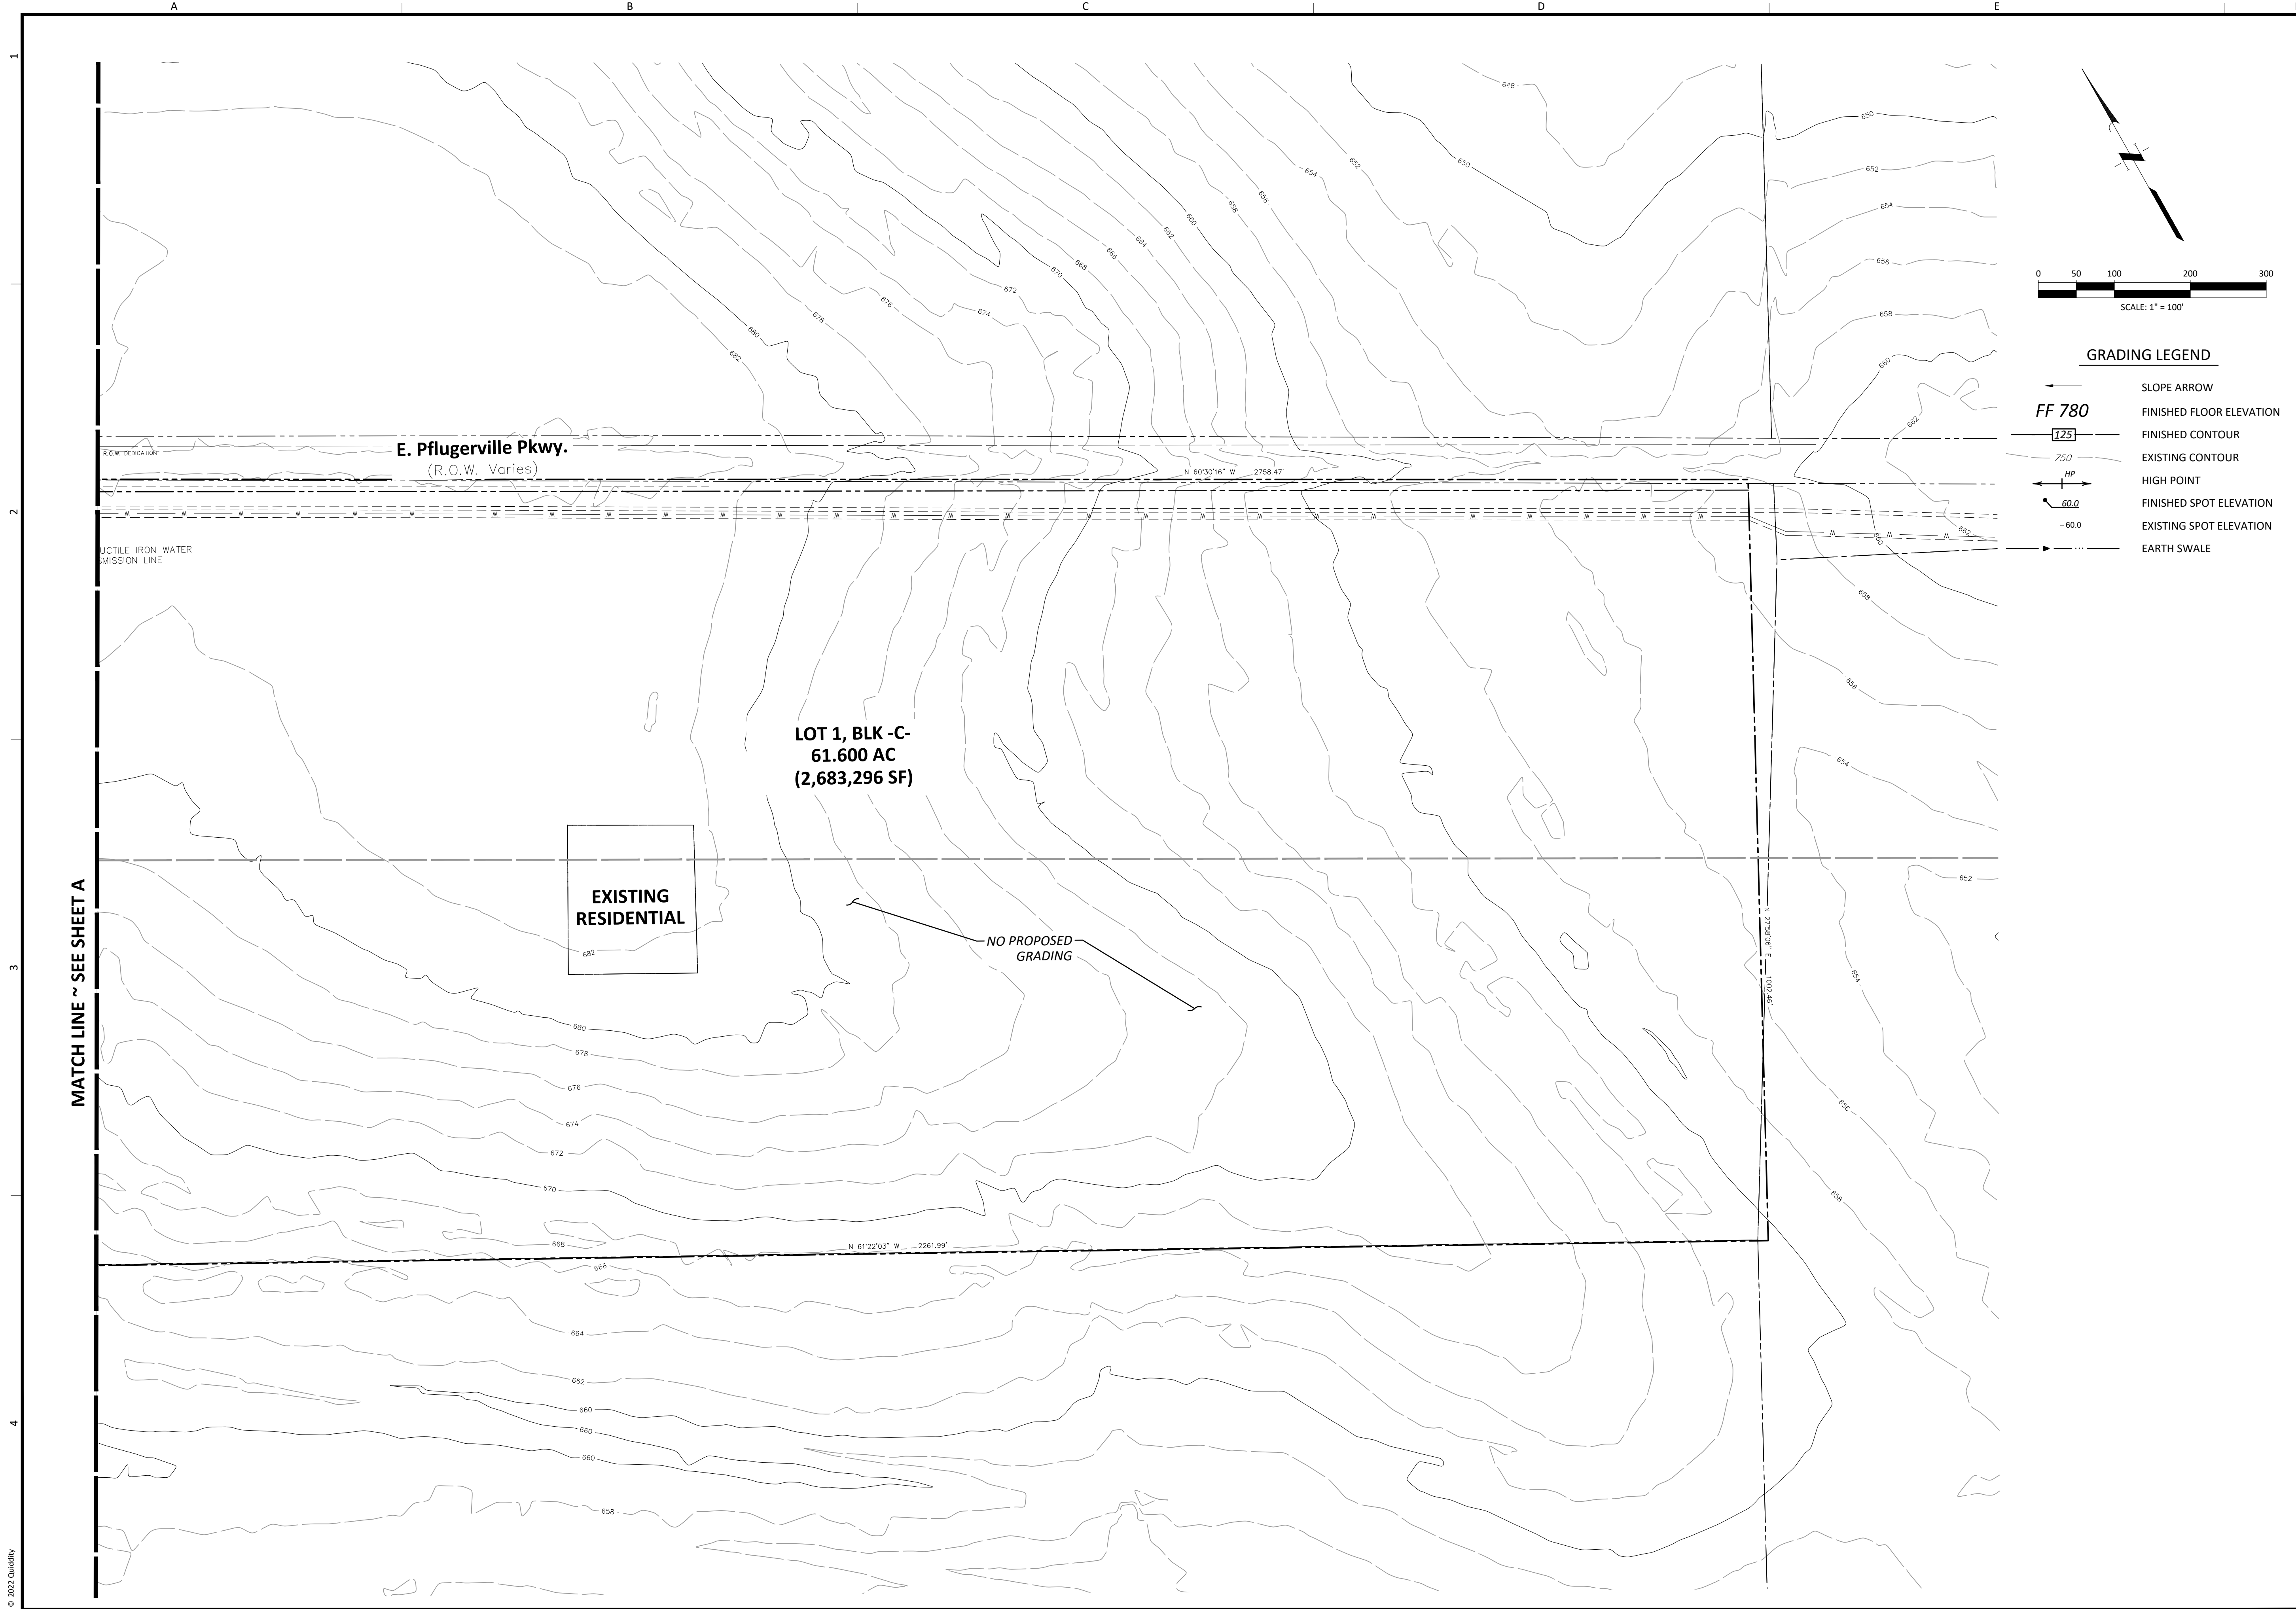 A B C D E
1
2
3
4
648
650
650
652
652
654
654
656
656
658
658
660
660
662
662
664
666
668
670
672
674
676
678
680
682
0 50 100 200 300
SCALE: 1" = 100'
GRADING LEGEND
SLOPE ARROW
FF 780 FINISHED FLOOR ELEVATION
125 FINISHED CONTOUR
750 EXISTING CONTOUR
HP HIGH POINT
60.0 FINISHED SPOT ELEVATION
+60.0 EXISTING SPOT ELEVATION
EARTH SWALE
E. Pflugerville Pkwy.
(R.O.W. Varies)
R.O.W. DEDICATION
N 60°30'16" W 2758.47'
W W W W W W W W W W W W W W W W W W W W W W W W W W W W W W
UCTILE IRON WATER
SMISSION LINE
662
660
658
656
654
652
LOT 1, BLK -C-
61.600 AC
(2,683,296 SF)
EXISTING
RESIDENTIAL
682
NO PROPOSED
GRADING
MATCH LINE ~ SEE SHEET A
N 27°58'06" E 1002.46'
654
656
658
680
678
676
674
672
670
668
N 61°22'03" W 2261.99'
666
664
662
660
660
660
658
© 2022 Quiddity